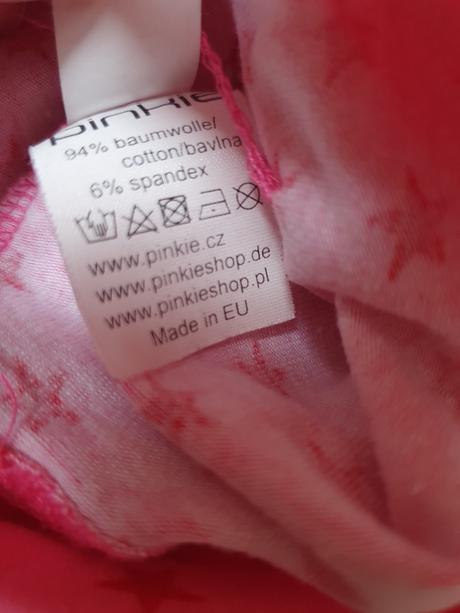 pinkie
94% baumwolle/
cotton/bavlna
6% spandex
www.pinkie.cz
www.pinkieshop.de
www.pinkieshop.pl
Made in EU